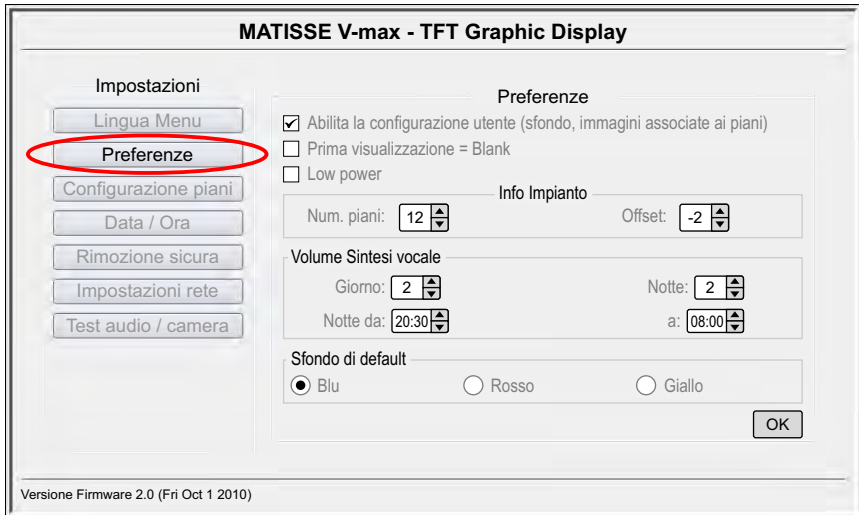 MATISSE V-max - TFT Graphic Display
Impostazioni
Lingua Menu
Preferenze
Configurazione piani
Data / Ora
Rimozione sicura
Impostazioni rete
Test audio / camera
Preferenze
Abilita la configurazione utente (sfondo, immagini associate ai piani)
Prima visualizzazione = Blank
Low power
Info Impianto
Num. piani: 12 Offset: -2
Volume Sintesi vocale
Giorno: 2 Notte: 2
Notte da: 20:30 a: 08:00
Sfondo di default
Blu Rosso Giallo
OK
Versione Firmware 2.0 (Fri Oct 1 2010)